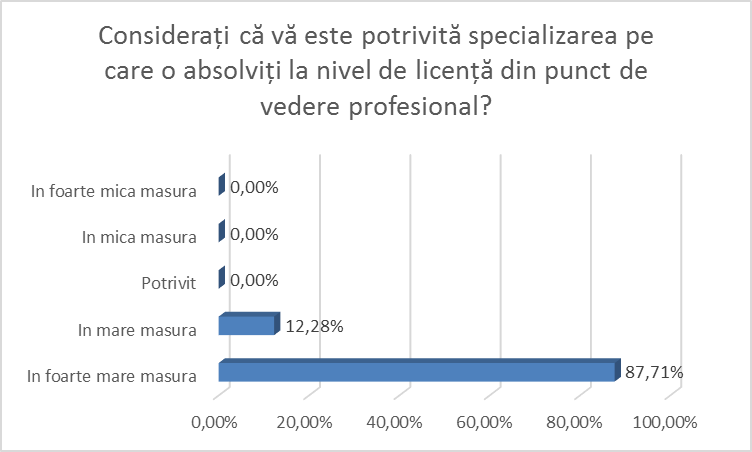 Considerați că vă este potrivită specializarea pe
care o absolviți la nivel de licență din punct de
vedere profesional?
In foarte mica masura 0,00%
In mica masura 0,00%
Potrivit 0,00%
In mare masura 12,28%
In foarte mare masura 87,71%
0,00% 20,00% 40,00% 60,00% 80,00% 100,00%